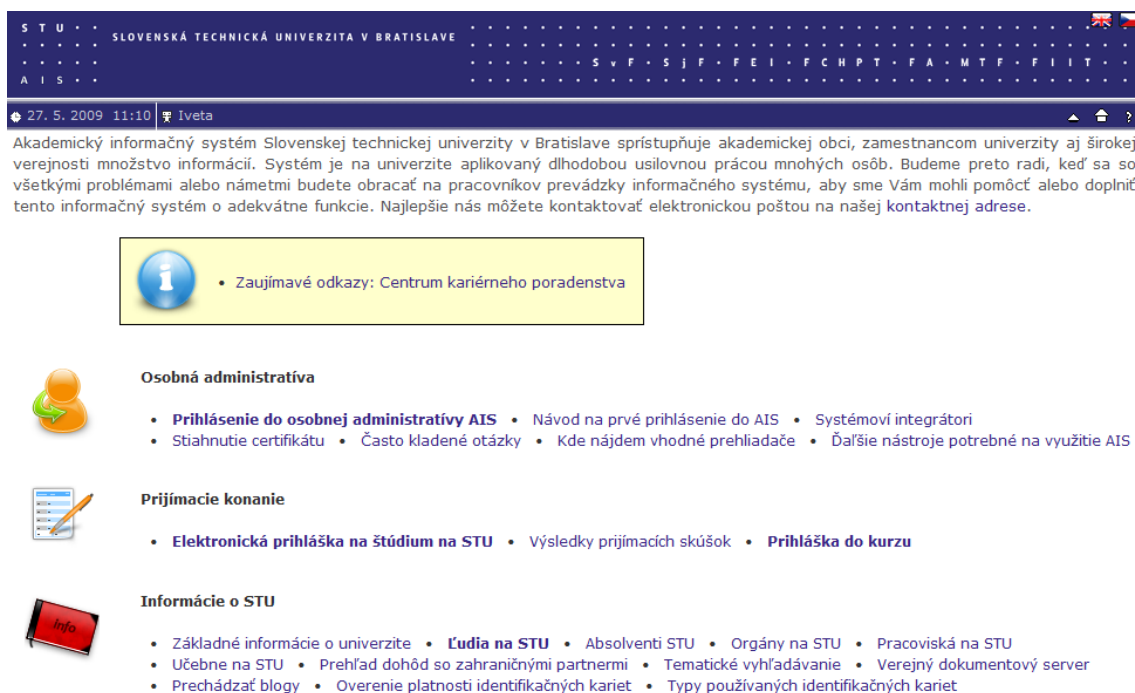 S T U
SLOVENSKÁ TECHNICKÁ UNIVERZITA V BRATISLAVE
S v F · S j F · F E I · F C H P T · F A · M T F · F I I T
A I S
27. 5. 2009 11:10 Iveta
Akademický informačný systém Slovenskej technickej univerzity v Bratislave sprístupňuje akademickej obci, zamestnancom univerzity aj širokej
verejnosti množstvo informácií. Systém je na univerzite aplikovaný dlhodobou usilovnou prácou mnohých osôb. Budeme preto radi, keď sa so
všetkými problémami alebo námetmi budete obracať na pracovníkov prevádzky informačného systému, aby sme Vám mohli pomôcť alebo doplniť
tento informačný systém o adekvátne funkcie. Najlepšie nás môžete kontaktovať elektronickou poštou na našej kontaktnej adrese.
• Zaujímavé odkazy: Centrum kariérneho poradenstva
Osobná administratíva
• Prihlásenie do osobnej administratívy AIS • Návod na prvé prihlásenie do AIS • Systémoví integrátori
• Stiahnutie certifikátu • Často kladené otázky • Kde nájdem vhodné prehliadače • Ďaľšie nástroje potrebné na využitie AIS
Prijímacie konanie
• Elektronická prihláška na štúdium na STU • Výsledky prijímacích skúšok • Prihláška do kurzu
Informácie o STU
Info
• Základné informácie o univerzite • Ľudia na STU • Absolventi STU • Orgány na STU • Pracoviská na STU
• Učebne na STU • Prehľad dohôd so zahraničnými partnermi • Tematické vyhľadávanie • Verejný dokumentový server
• Prechádzať blogy • Overenie platnosti identifikačných kariet • Typy používaných identifikačných kariet